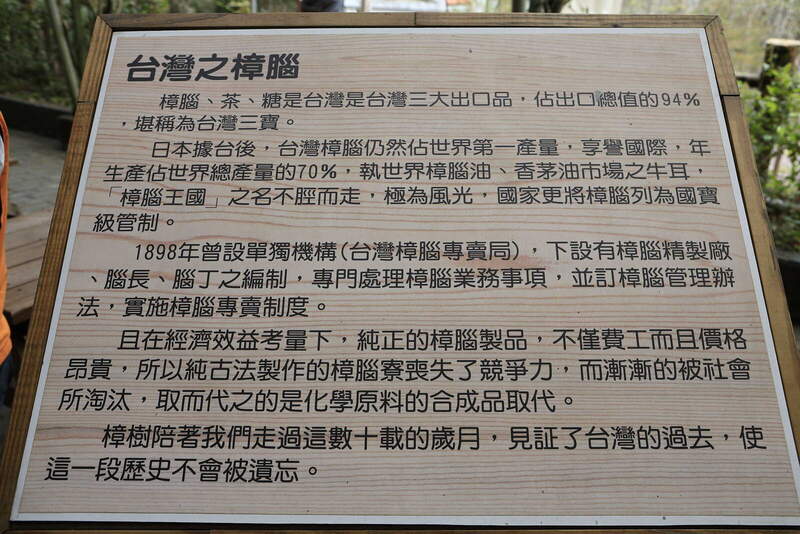 台灣之樟腦
樟腦、茶、糖是台灣是台灣三大出口品，佔出口總值的94%
，堪稱為台灣三寶。
日本據台後，台灣樟腦仍然佔世界第一產量，享譽國際，年
生產佔世界總產量的70%，執世界樟腦油、香茅油市場之牛耳，
「樟腦王國」之名不脛而走，極為風光，國家更將樟腦列為國寶
級管制。
1898年曾設單獨機構(台灣樟腦專賣局)，下設有樟腦精製廠
、腦長、腦丁之編制，專門處理樟腦業務事項，並訂樟腦管理辦
法，實施樟腦專賣制度。
且在經濟效益考量下，純正的樟腦製品，不僅費工而且價格
昂貴，所以純古法製作的樟腦寮喪失了競爭力，而漸漸的被社會
所淘汰，取而代之的是化學原料的合成品取代。
樟樹陪著我們走過這數十載的歲月，見証了台灣的過去，使
這一段歷史不會被遺忘。